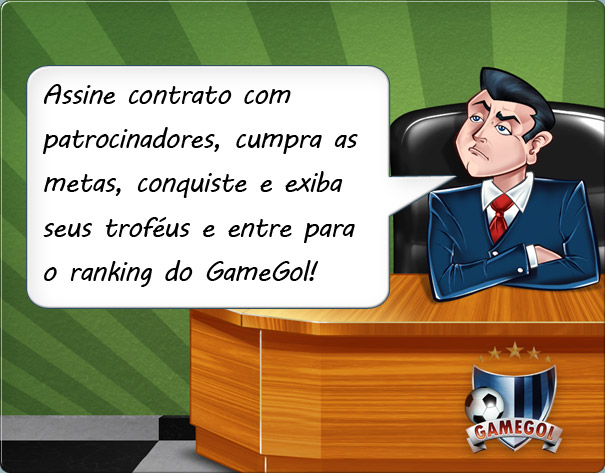 Assine contrato com
patrocinadores, cumpra as
metas, conquiste e exiba
seus troféus e entre para
o ranking do GameGol!
GAMEGOL